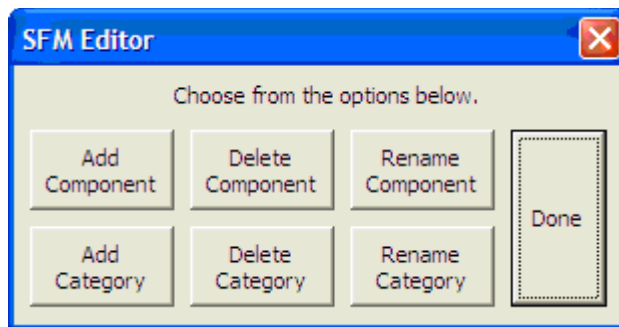 SFM Editor
Choose from the options below.
Add
Component
Delete
Component
Rename
Component
Done
Add
Category
Delete
Category
Rename
Category